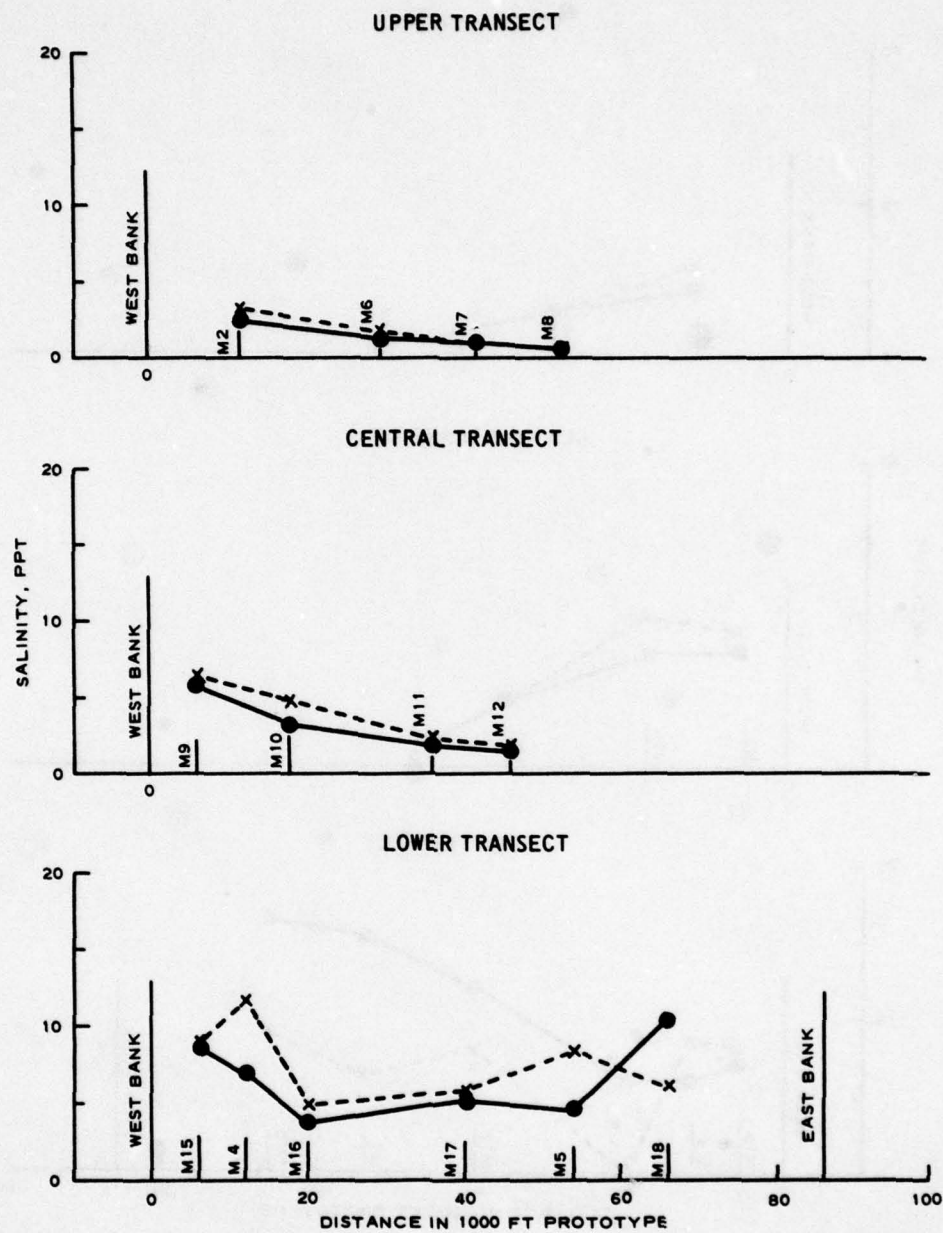 UPPER TRANSECT
20
10
0
WEST BANK
M2
M6
M7
M8
0
CENTRAL TRANSECT
20
10
0
SALINITY, PPT
WEST BANK
M9
M10
M11
M12
0
LOWER TRANSECT
20
10
0
WEST BANK
M15
M 4
M16
M17
M5
M18
EAST BANK
0
20
40
60
80
100
DISTANCE IN 1000 FT PROTOTYPE